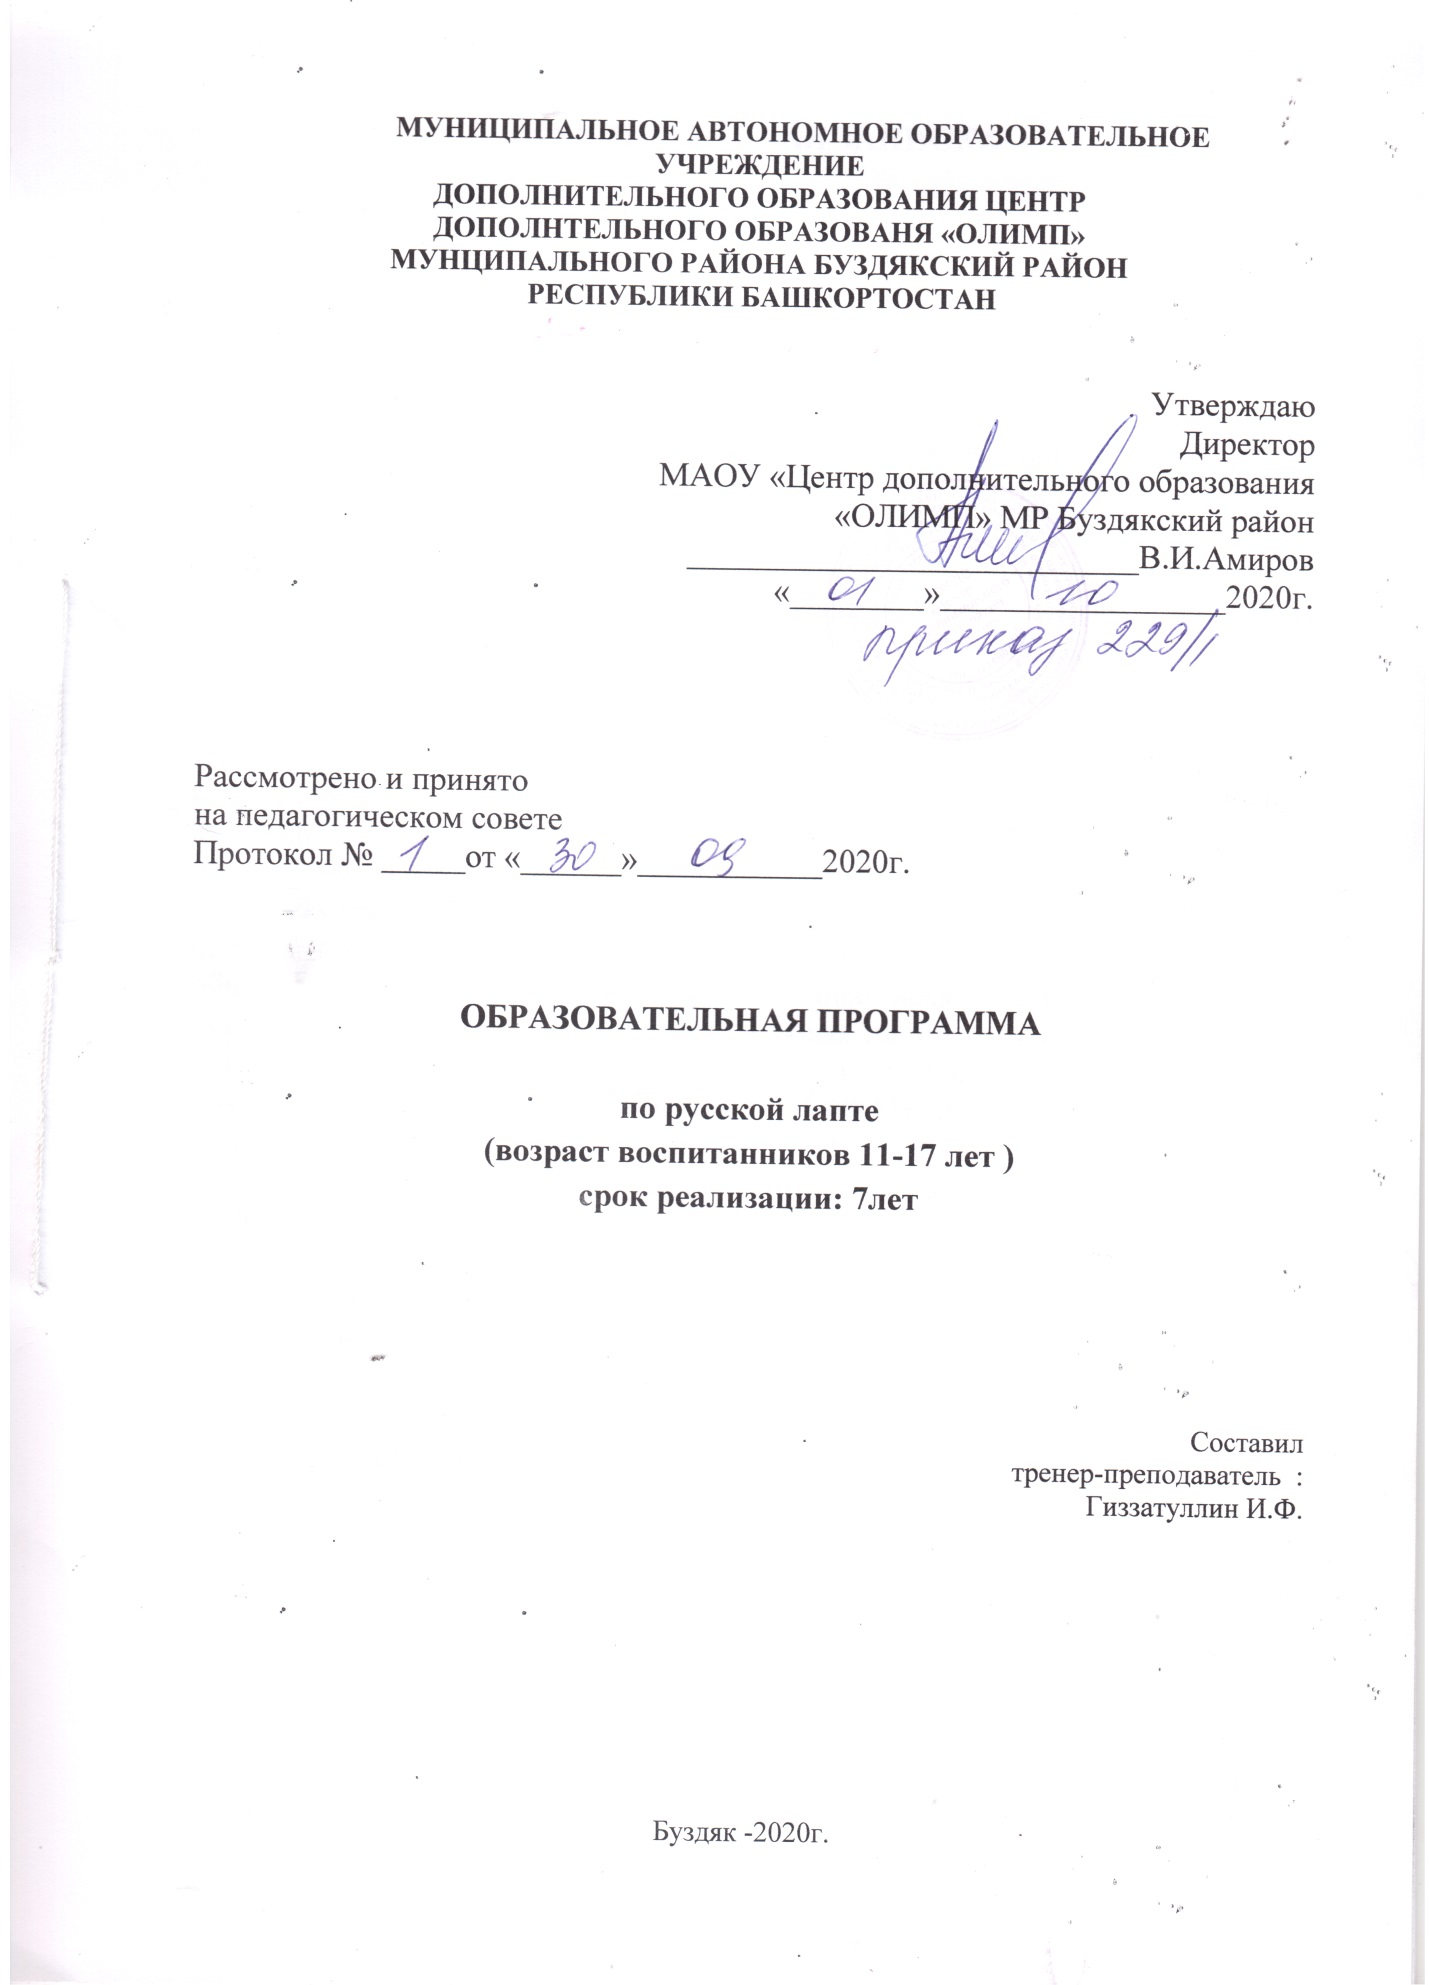 МУНИЦИПАЛЬНОЕ АВТОНОМНОЕ ОБРАЗОВАТЕЛЬНОЕ
УЧРЕЖДЕНИЕ
ДОПОЛНИТЕЛЬНОГО ОБРАЗОВАНИЯ ЦЕНТР
ДОПОЛНТЕЛЬНОГО ОБРАЗОВАНЯ «ОЛИМП»
МУНЦИПАЛЬНОГО РАЙОНА БУЗДЯКСКИЙ РАЙОН
РЕСПУБЛИКИ БАШКОРТОСТАН
Утверждаю
Директор
МАОУ «Центр дополнительного образования
«ОЛИМП» МР Буздякский район
В.И.Амиров
«01» 10 2020г.
приказ 229/1
Рассмотрено и принято
на педагогическом совете
Протокол № 1 от «30» 09 2020г.
ОБРАЗОВАТЕЛЬНАЯ ПРОГРАММА
по русской лапте
(возраст воспитанников 11-17 лет )
срок реализации: 7лет
Составил
тренер-преподаватель :
Гиззатуллин И.Ф.
Буздяк -2020г.